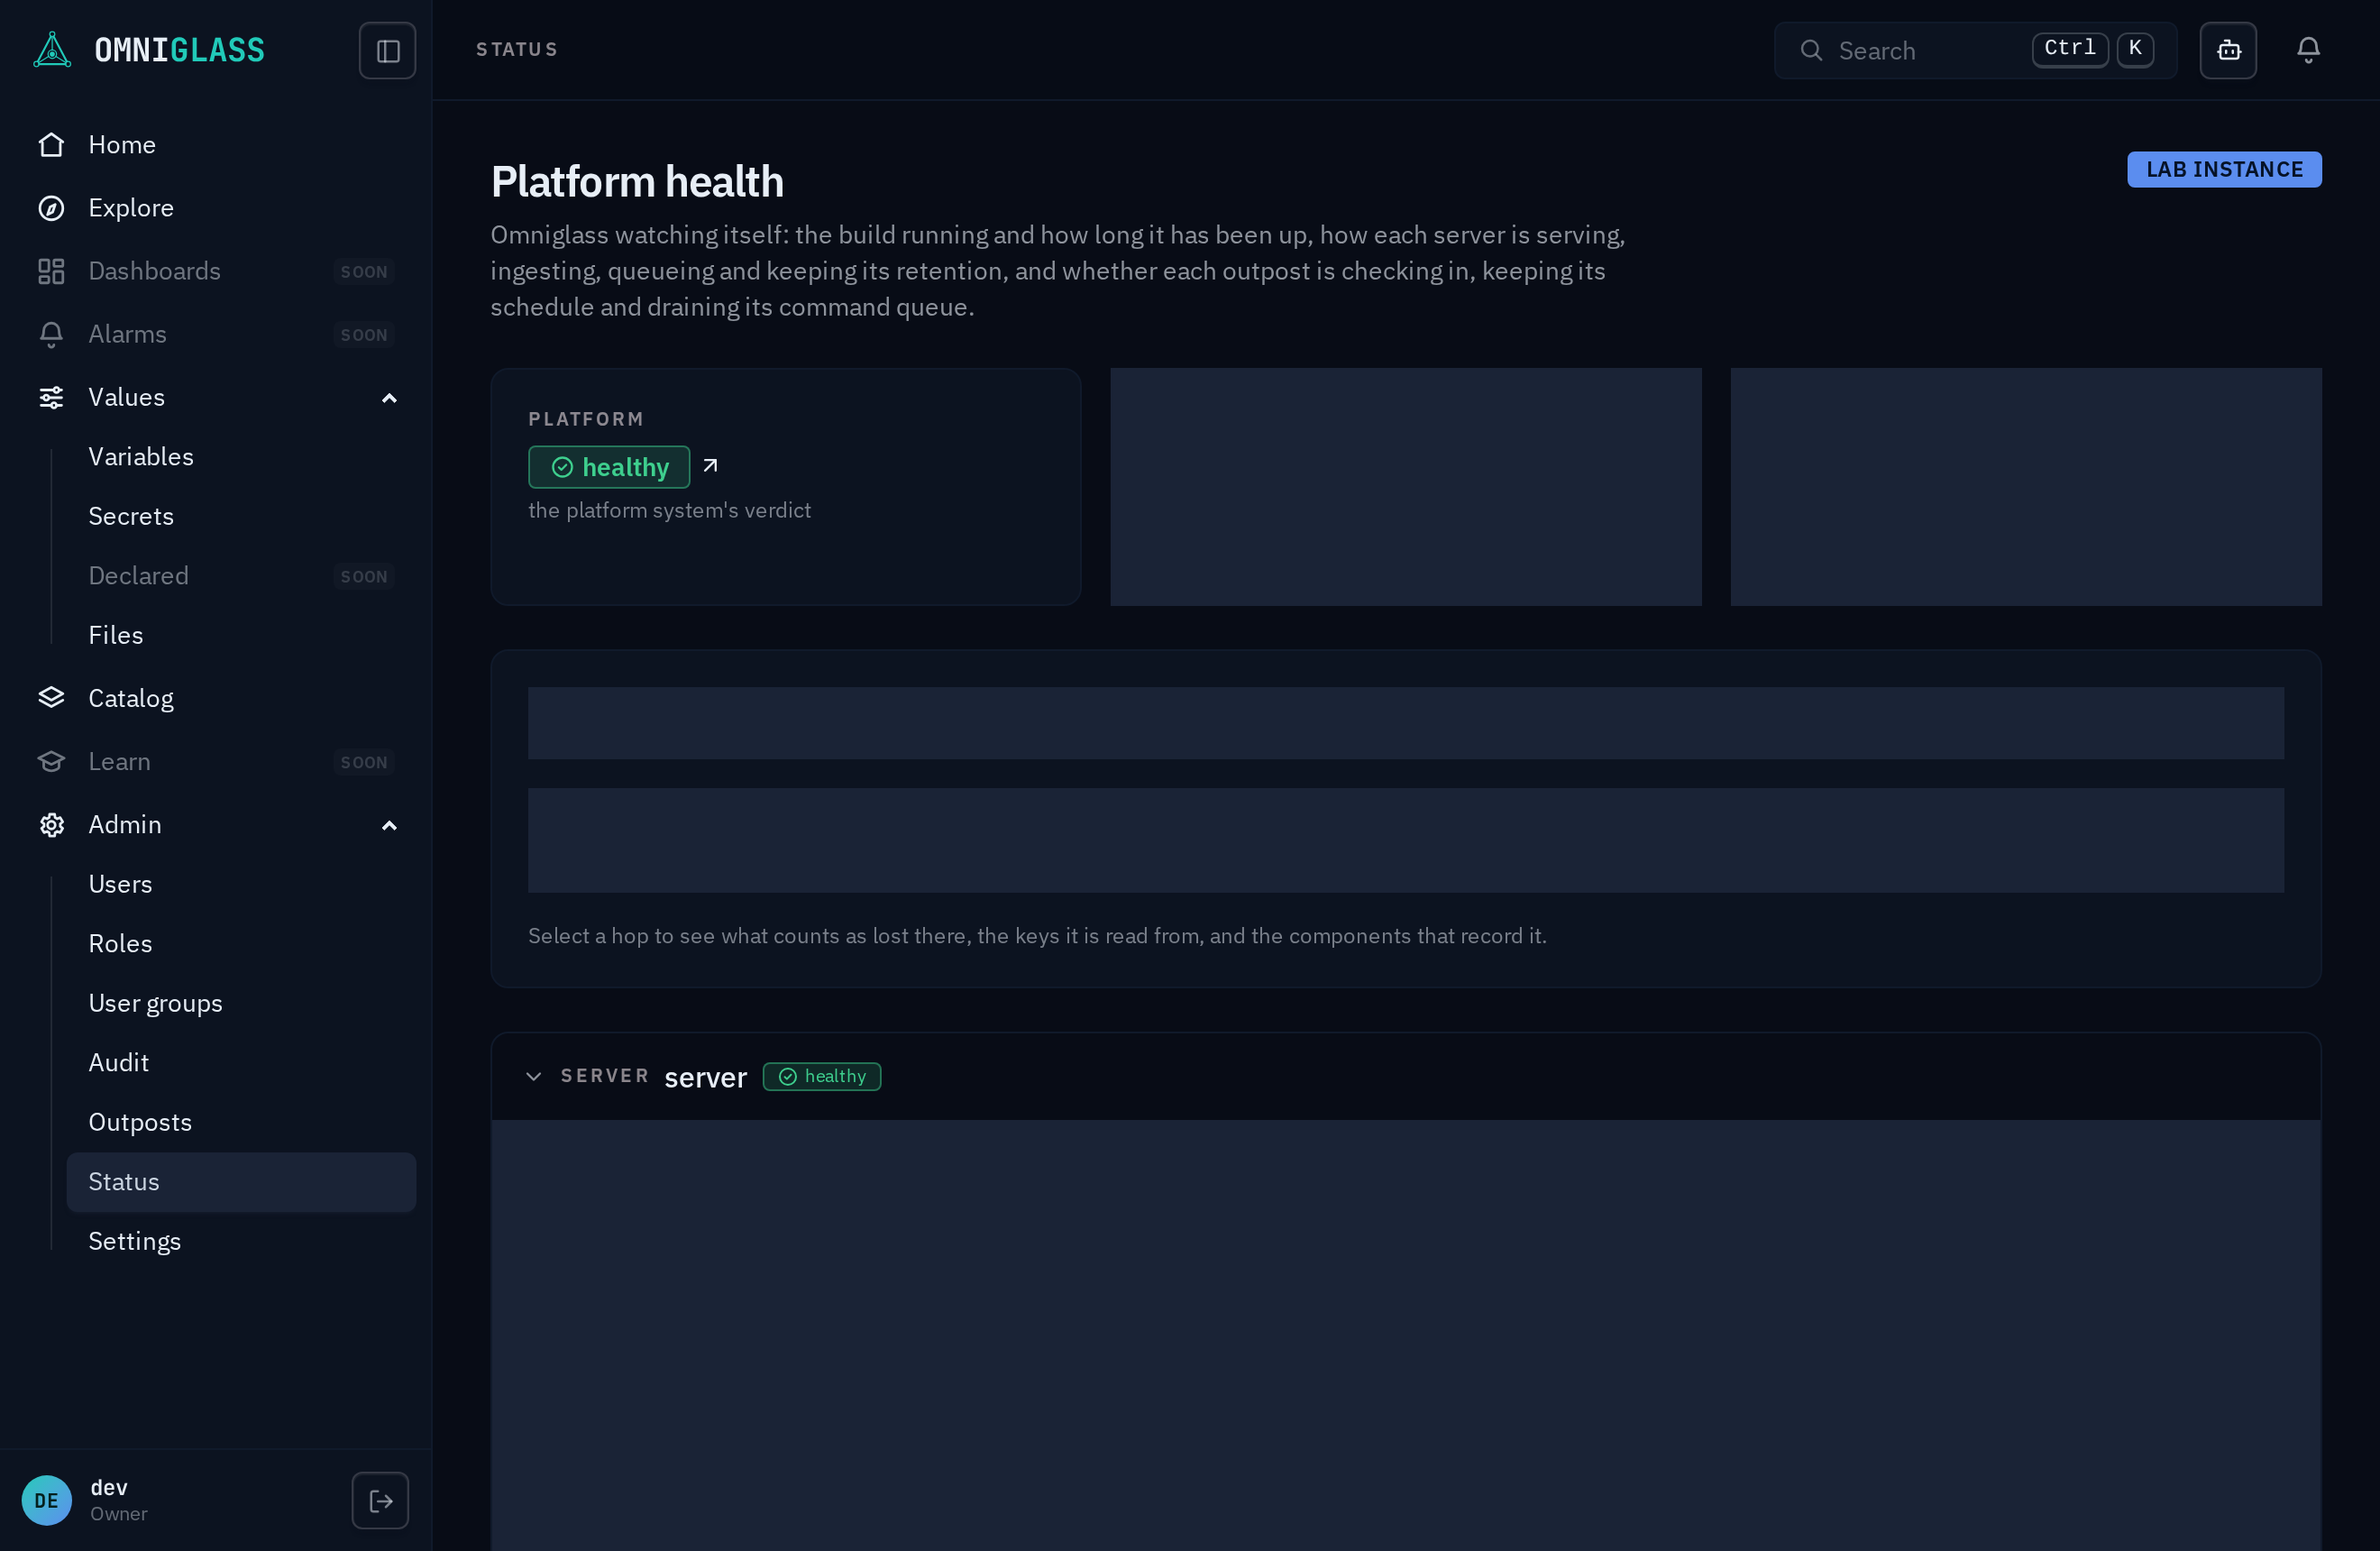 OMNIGLASS
STATUS
Search
Ctrl
K
Home
Explore
Dashboards
SOON
Alarms
SOON
Values
Variables
Secrets
Declared
SOON
Files
Catalog
Learn
SOON
Admin
Users
Roles
User groups
Audit
Outposts
Status
Settings
DE
dev
Owner
Platform health
LAB INSTANCE
Omniglass watching itself: the build running and how long it has been up, how each server is serving,
ingesting, queueing and keeping its retention, and whether each outpost is checking in, keeping its
schedule and draining its command queue.
PLATFORM
healthy
the platform system's verdict
Select a hop to see what counts as lost there, the keys it is read from, and the components that record it.
SERVER server healthy